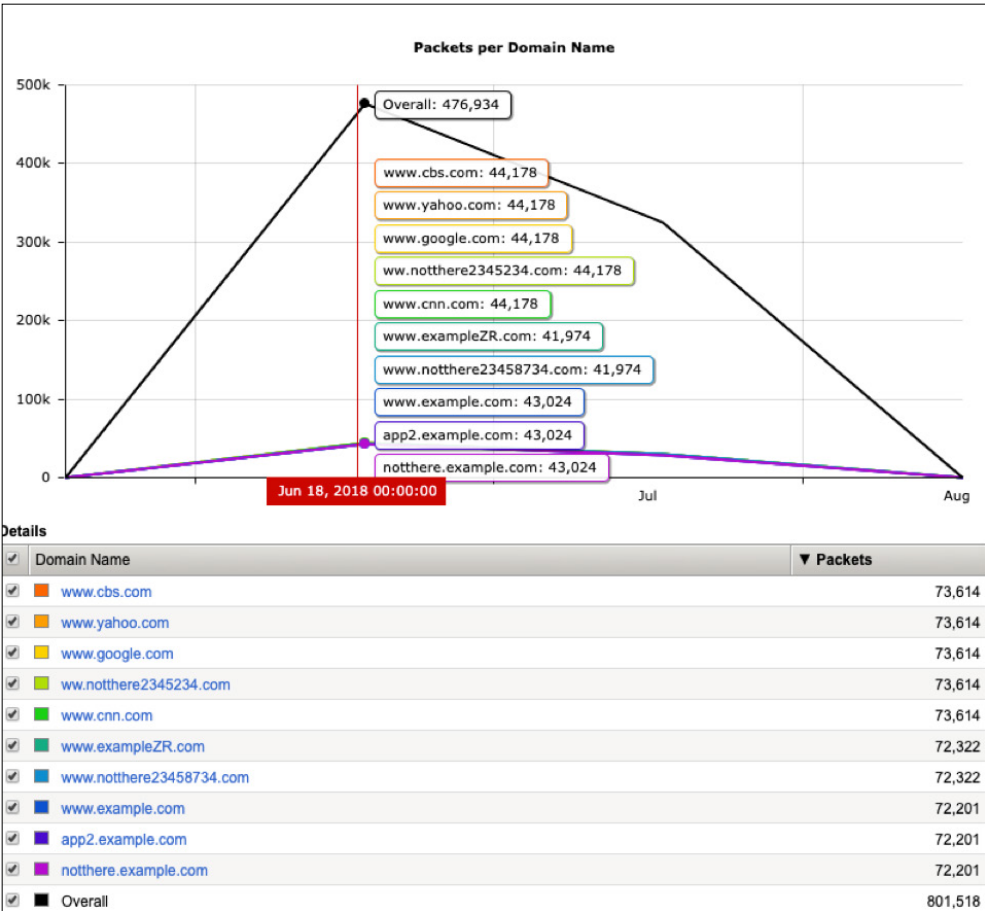 Packets per Domain Name
500k
400k
300k
200k
100k
0
Overall: 476,934
www.cbs.com: 44,178
www.yahoo.com: 44,178
www.google.com: 44,178
ww.notthere2345234.com: 44,178
www.cnn.com: 44,178
www.exampleZR.com: 41,974
www.notthere23458734.com: 41,974
www.example.com: 43,024
app2.example.com: 43,024
notthere.example.com: 43,024
Jun 18, 2018 00:00:00
Jul
Aug
Details
Domain Name ▼ Packets
www.cbs.com 73,614
www.yahoo.com 73,614
www.google.com 73,614
ww.notthere2345234.com 73,614
www.cnn.com 73,614
www.exampleZR.com 72,322
www.notthere23458734.com 72,322
www.example.com 72,201
app2.example.com 72,201
notthere.example.com 72,201
Overall 801,518